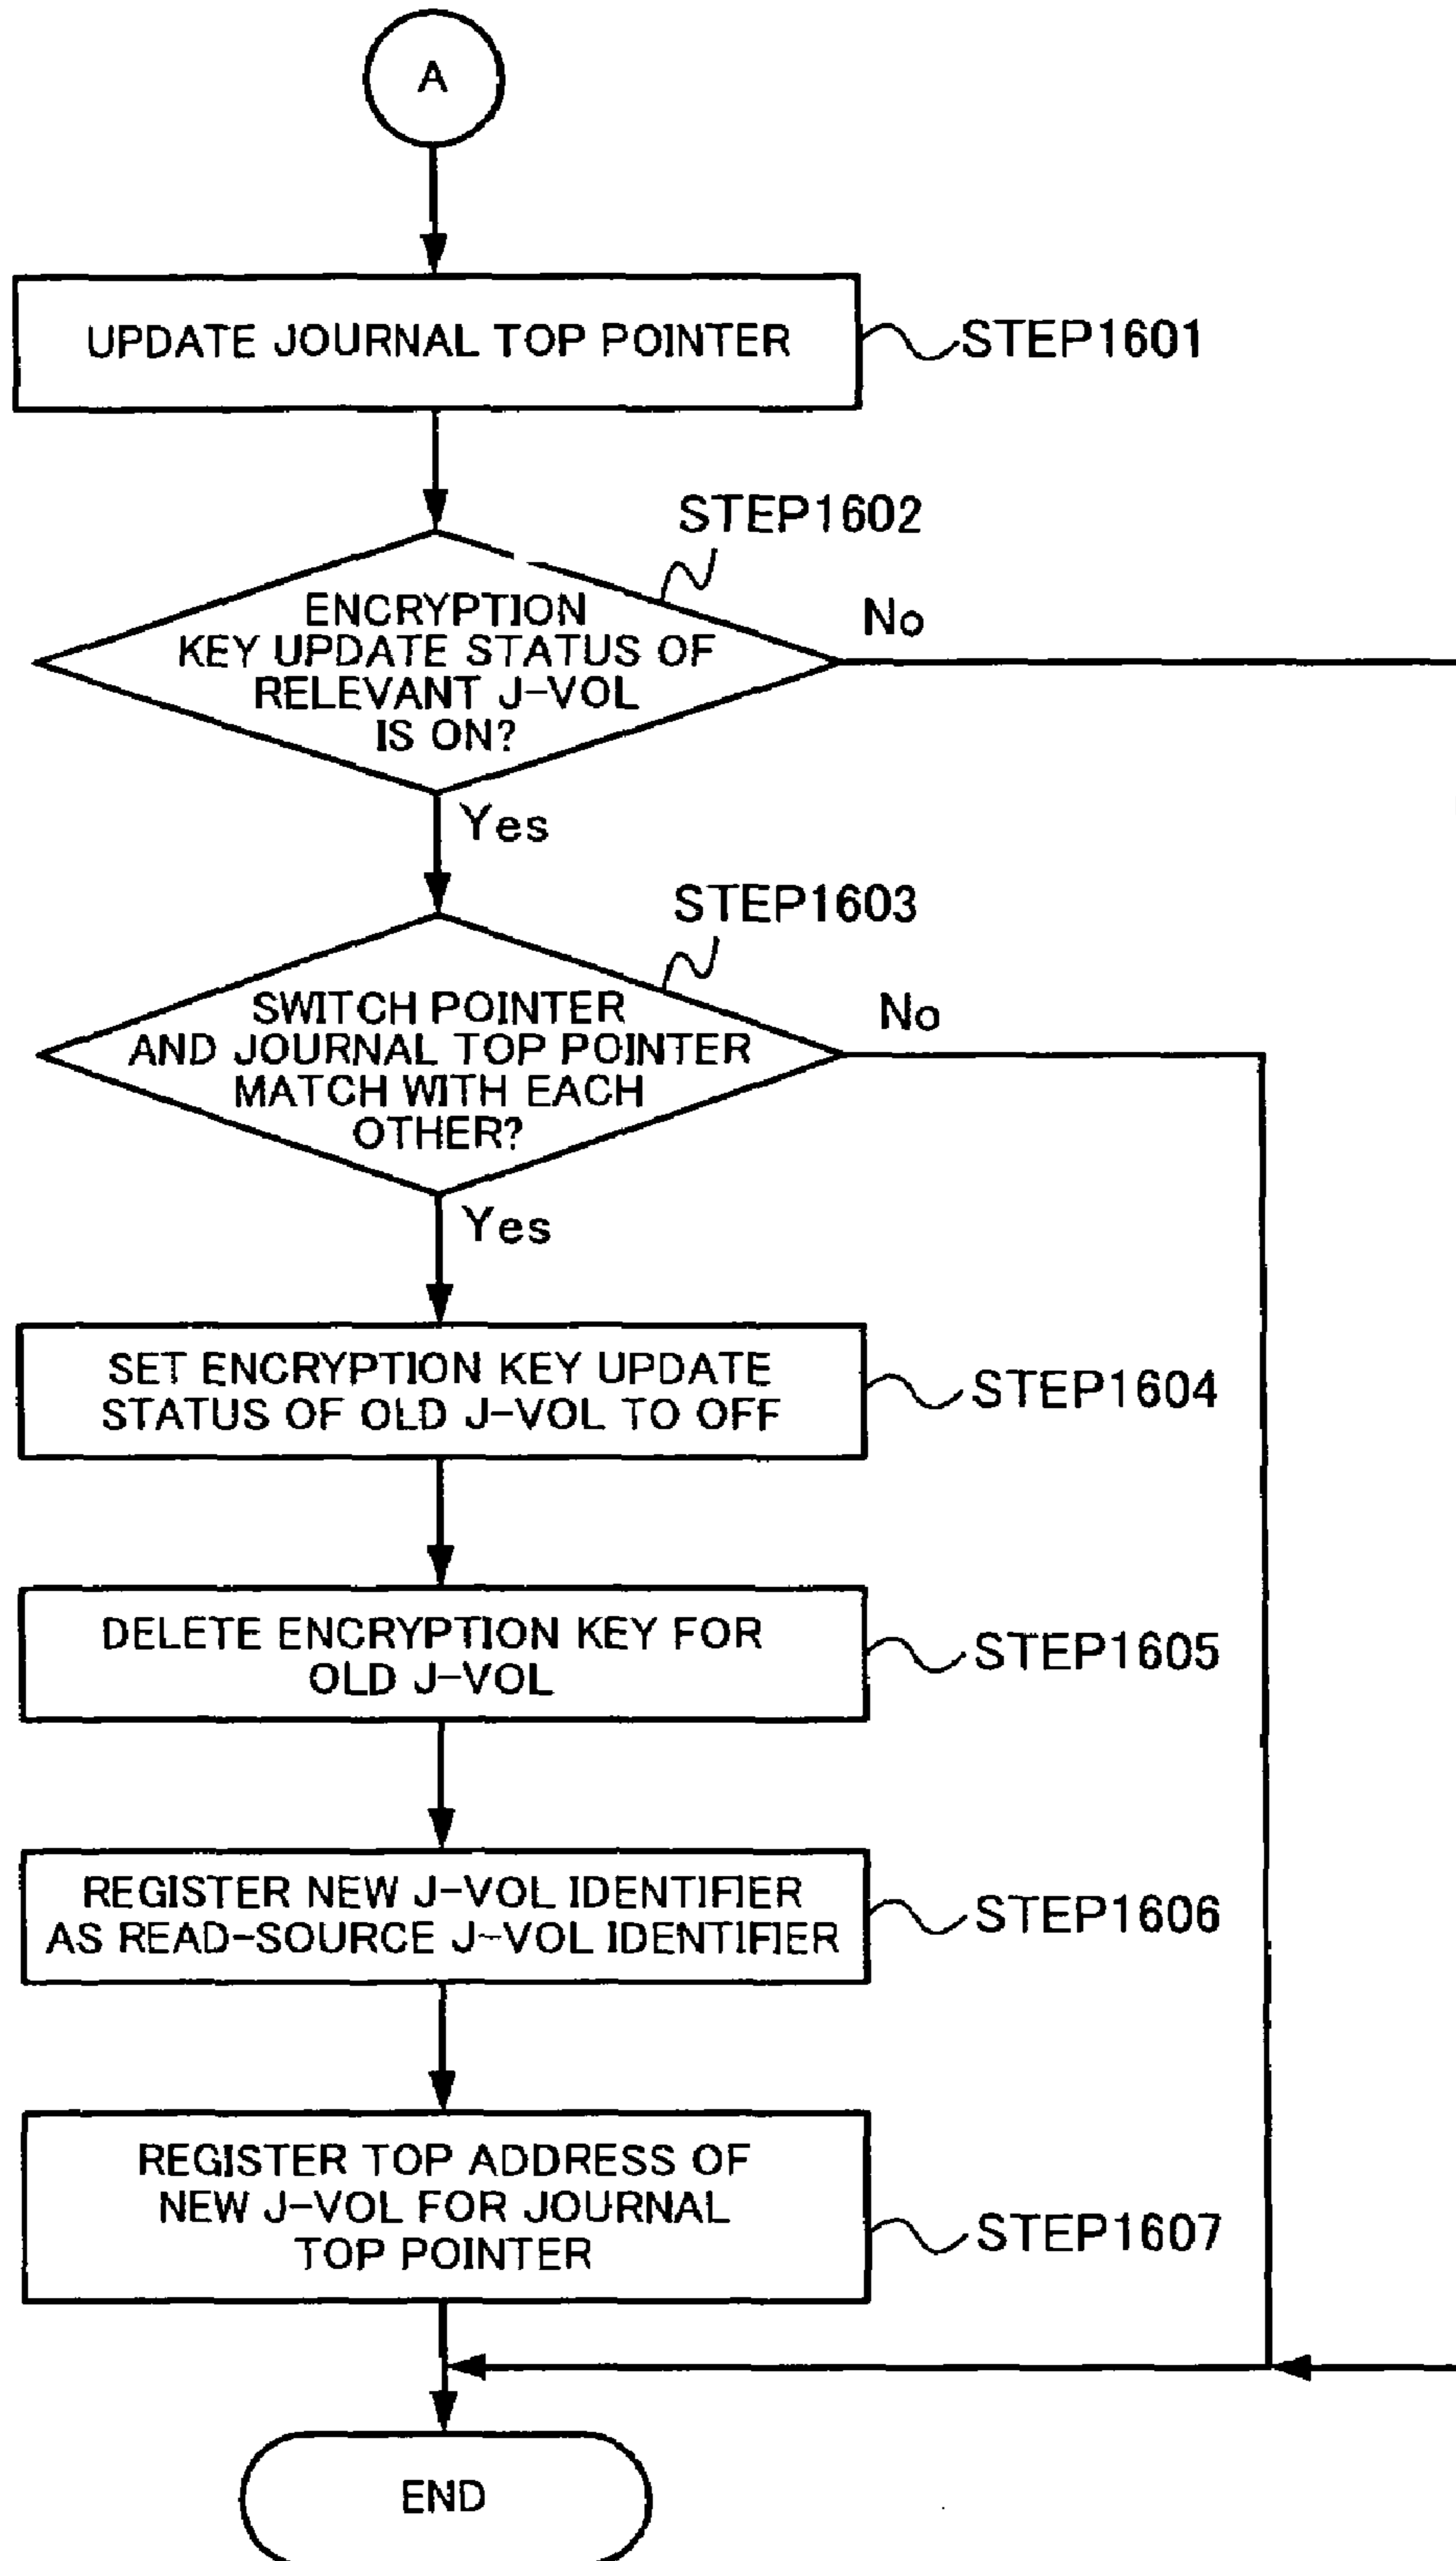 A
UPDATE JOURNAL TOP POINTER
STEP1601
STEP1602
ENCRYPTION
KEY UPDATE STATUS OF
RELEVANT J-VOL
IS ON?
No
Yes
STEP1603
SWITCH POINTER
AND JOURNAL TOP POINTER
MATCH WITH EACH
OTHER?
No
Yes
SET ENCRYPTION KEY UPDATE
STATUS OF OLD J-VOL TO OFF
STEP1604
DELETE ENCRYPTION KEY FOR
OLD J-VOL
STEP1605
REGISTER NEW J-VOL IDENTIFIER
AS READ-SOURCE J-VOL IDENTIFIER
STEP1606
REGISTER TOP ADDRESS OF
NEW J-VOL FOR JOURNAL
TOP POINTER
STEP1607
END